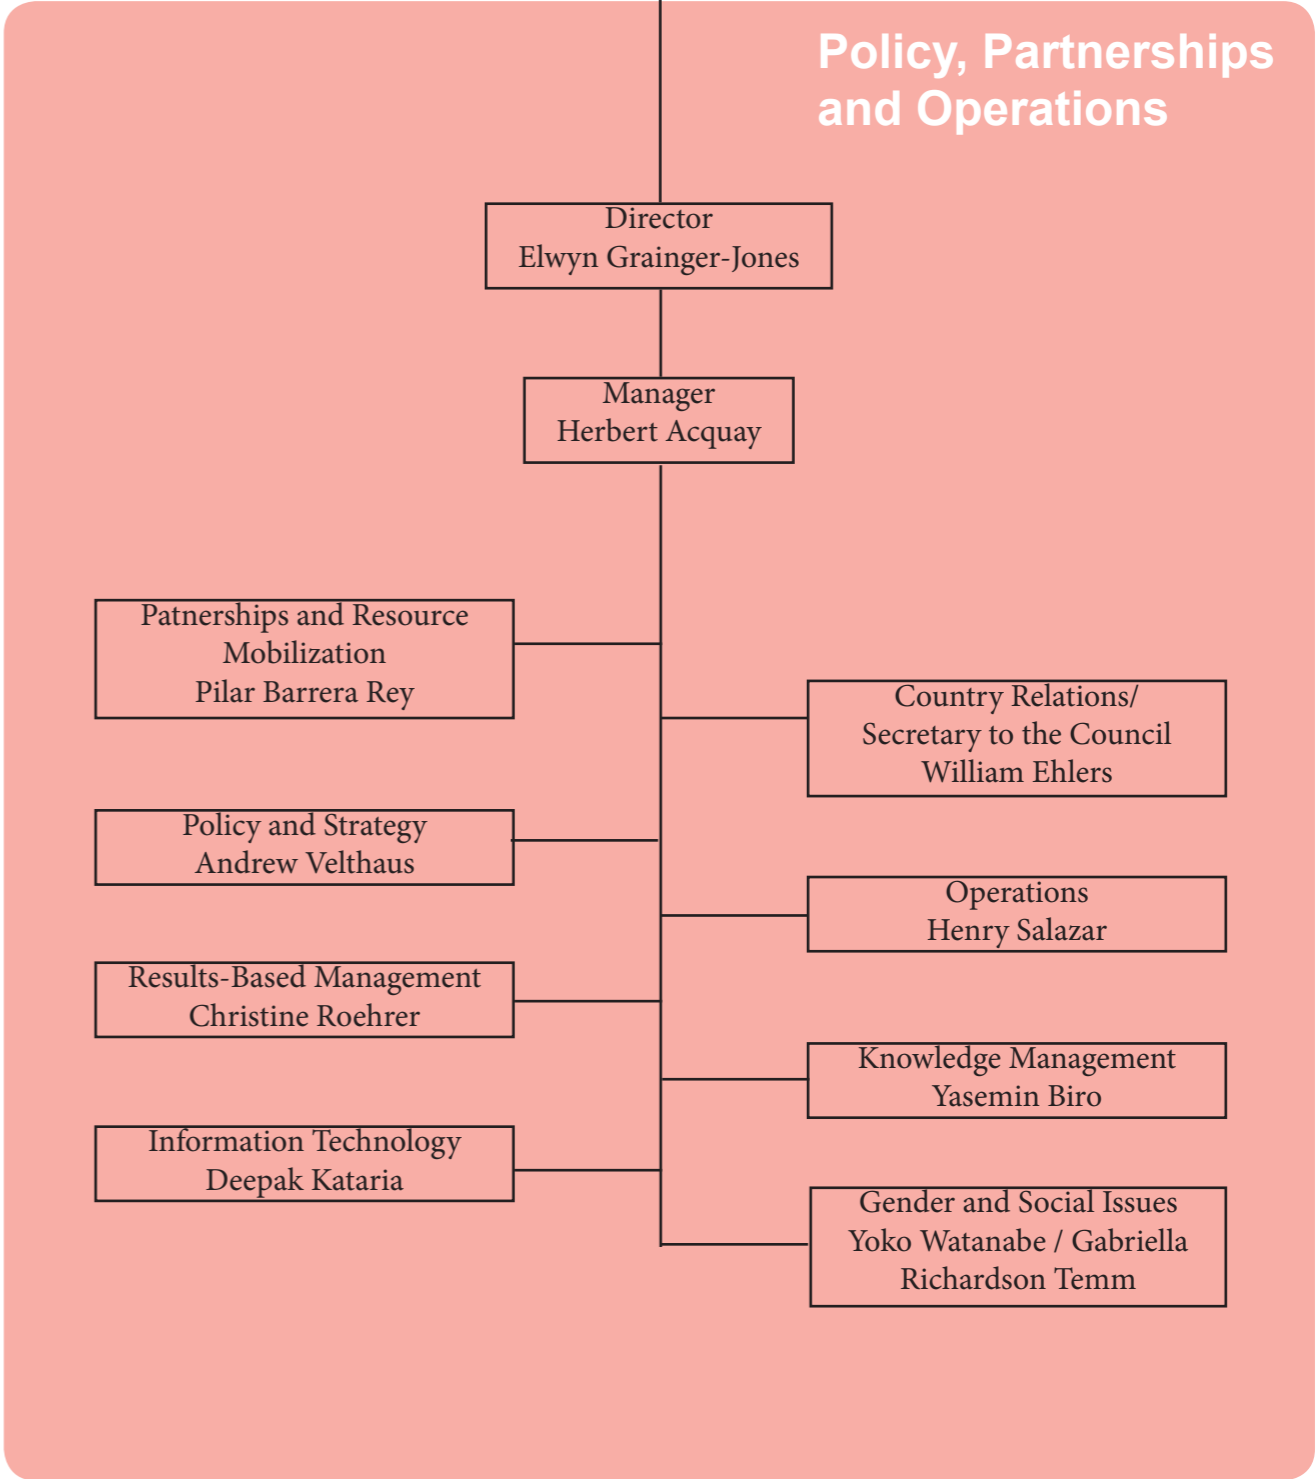 Policy, Partnerships
and Operations
Director
Elwyn Grainger-Jones
Manager
Herbert Acquay
Patnerships and Resource
Mobilization
Pilar Barrera Rey
Country Relations/
Secretary to the Council
William Ehlers
Policy and Strategy
Andrew Velthaus
Operations
Henry Salazar
Results-Based Management
Christine Roehrer
Knowledge Management
Yasemin Biro
Information Technology
Deepak Kataria
Gender and Social Issues
Yoko Watanabe / Gabriella
Richardson Temm